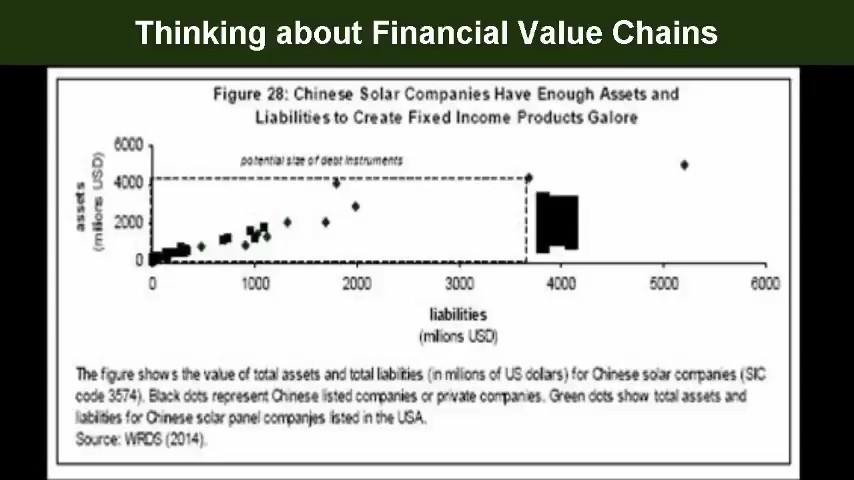 Thinking about Financial Value Chains
Figure 28: Chinese Solar Companies Have Enough Assets and
Liabilities to Create Fixed Income Products Galore
potential size of debt instruments
assets
(millions USD)
6000
4000
2000
0
0 1000 2000 3000 4000 5000 6000
liabilities
(millions USD)
The figure shows the value of total assets and total liabilities (in millions of US dollars) for Chinese solar companies (SIC
code 3574). Black dots represent Chinese listed companies or private companies. Green dots show total assets and
liabilities for Chinese solar panel companies listed in the USA.
Source: WRDS (2014).